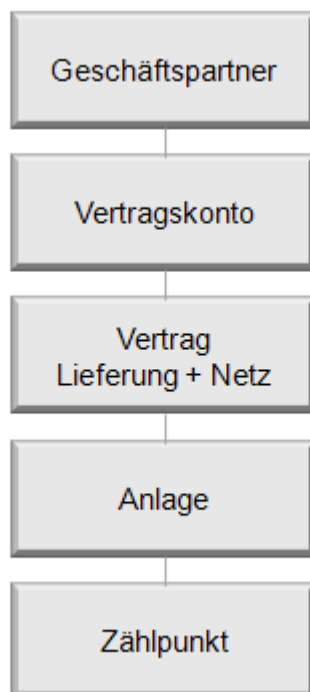 Geschäftspartner
Vertragskonto
Vertrag
Lieferung + Netz
Anlage
Zählpunkt